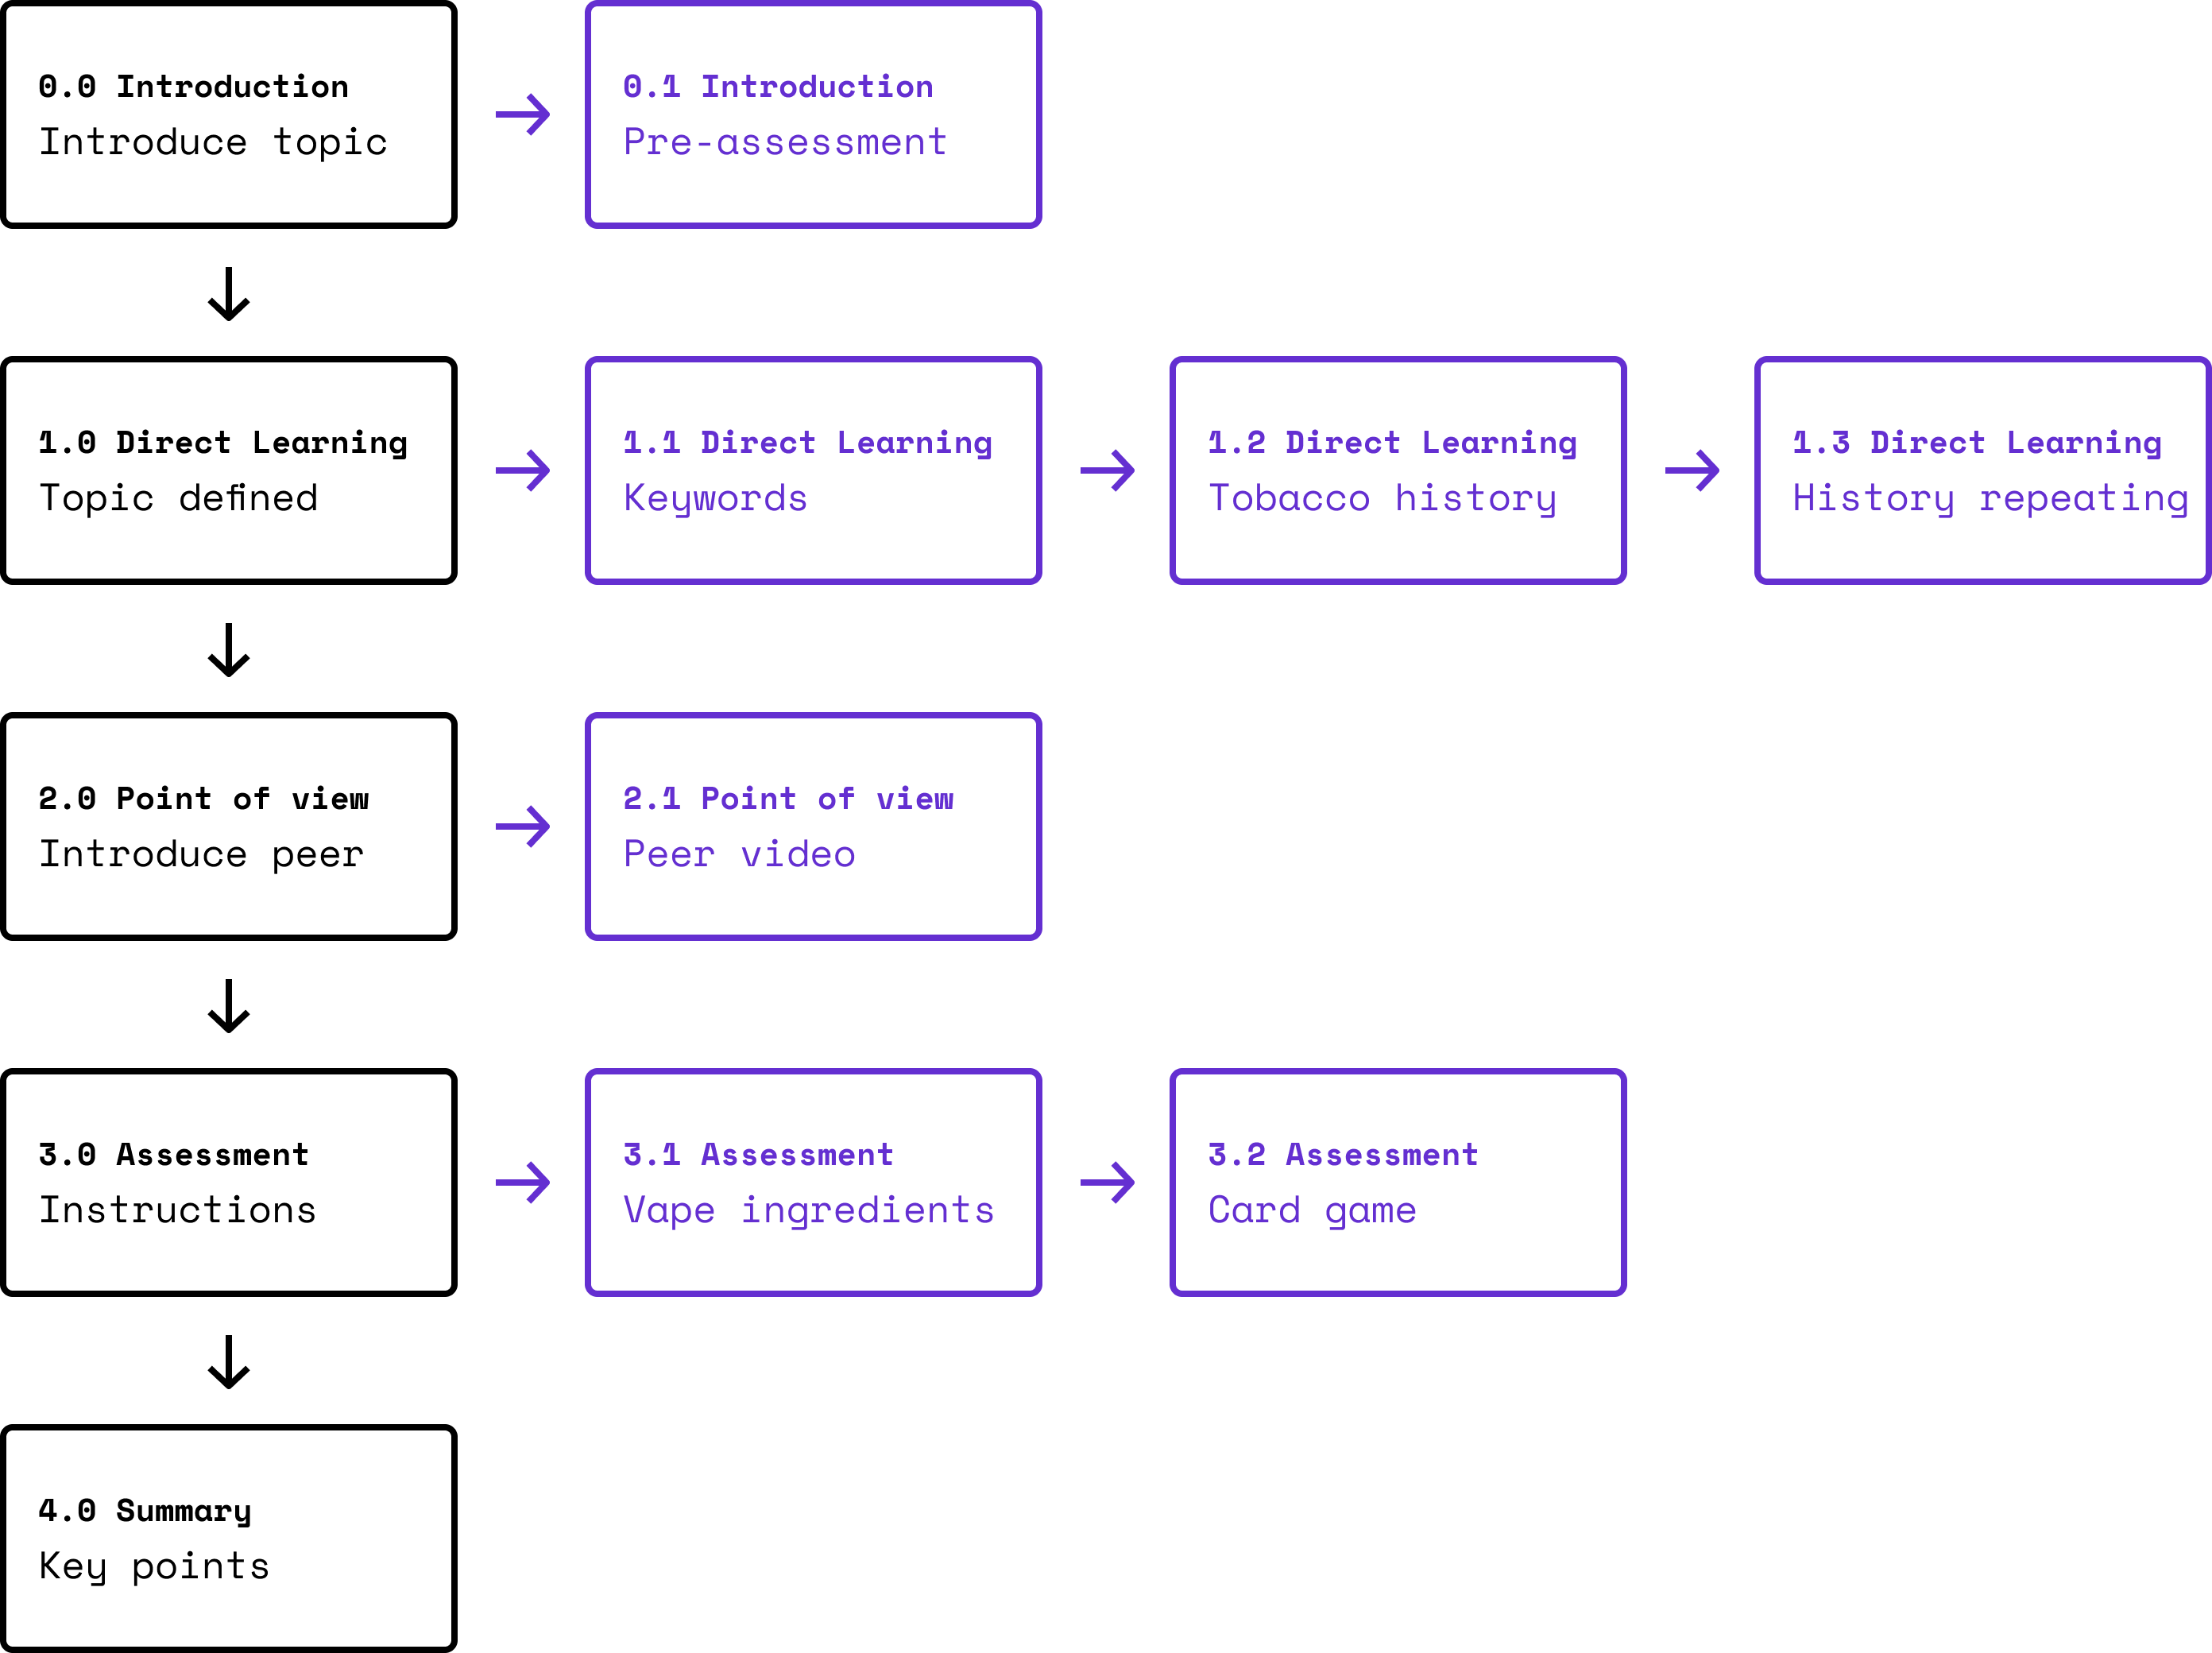 0.0 Introduction
Introduce topic
0.1 Introduction
Pre-assessment
1.0 Direct Learning
Topic defined
1.1 Direct Learning
Keywords
1.2 Direct Learning
Tobacco history
1.3 Direct Learning
History repeating
2.0 Point of view
Introduce peer
2.1 Point of view
Peer video
3.0 Assessment
Instructions
3.1 Assessment
Vape ingredients
3.2 Assessment
Card game
4.0 Summary
Key points